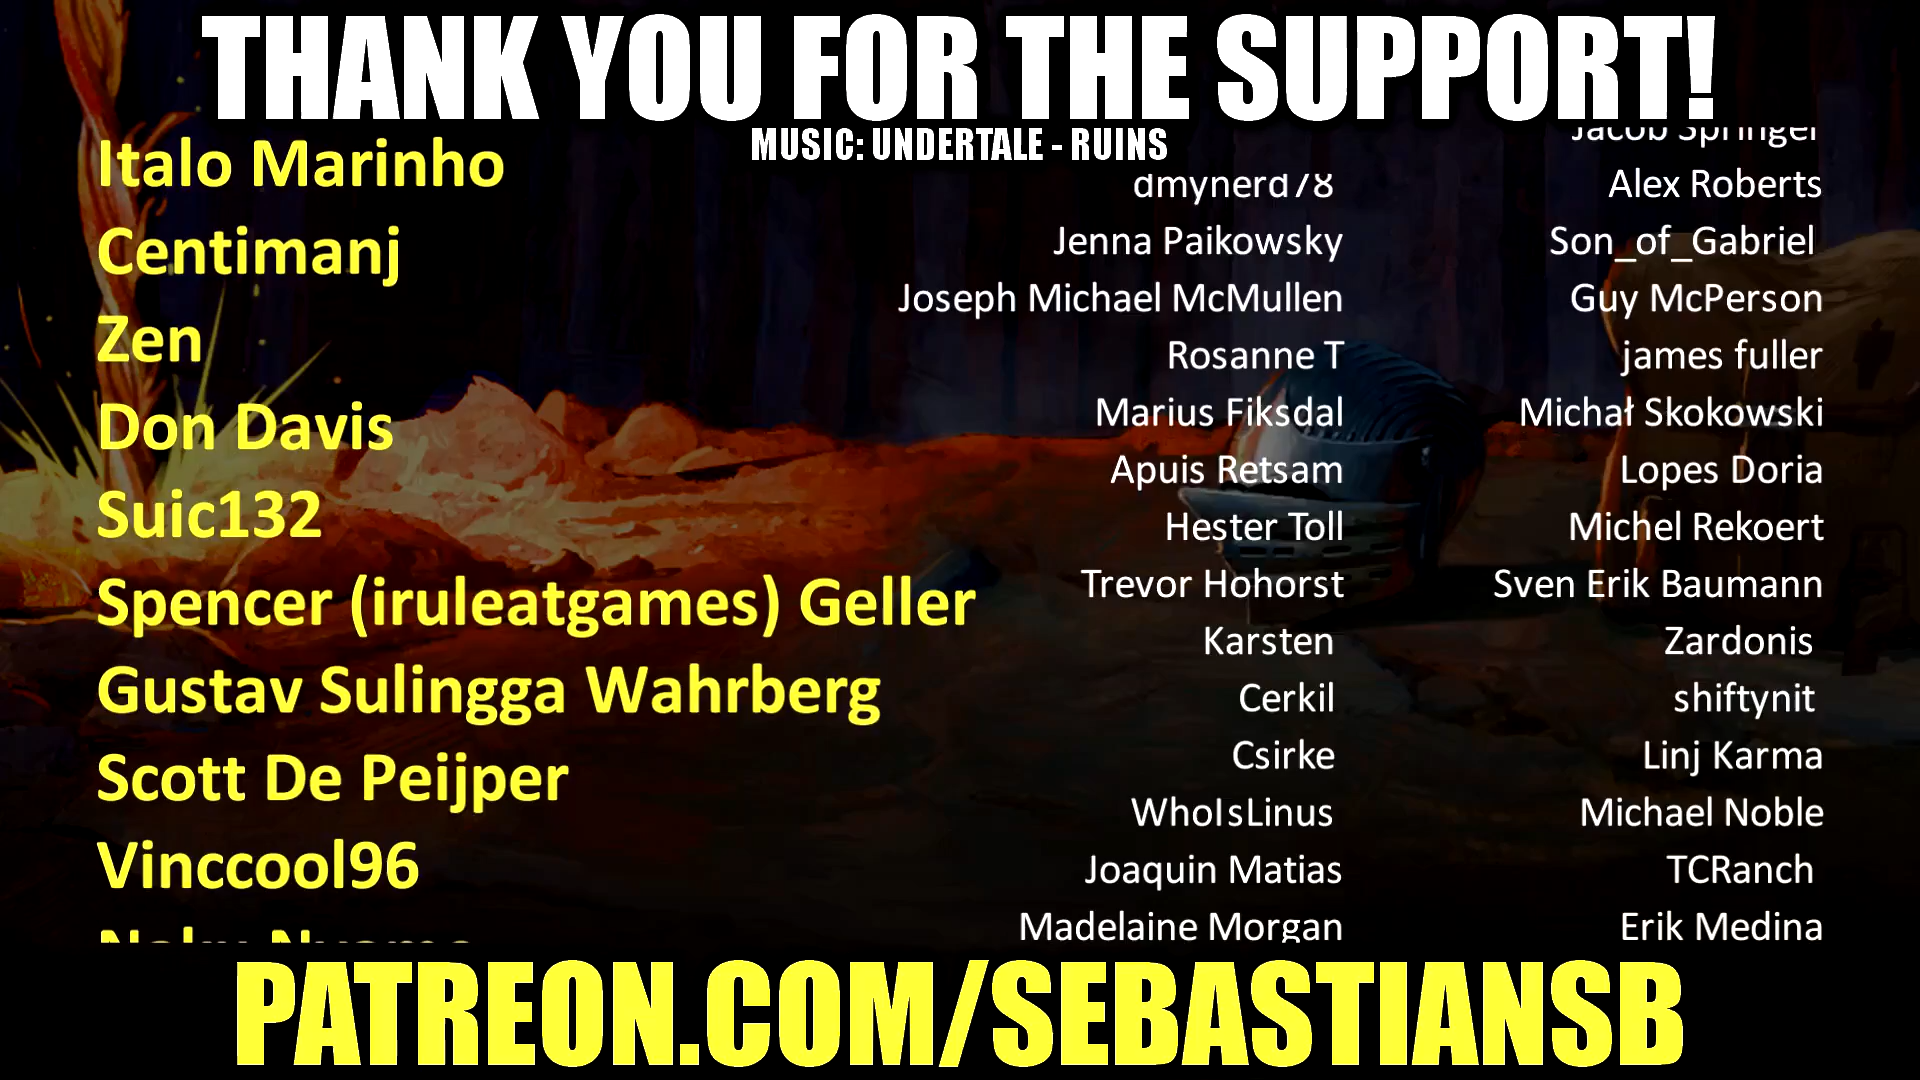 THANK YOU FOR THE SUPPORT!
MUSIC: UNDERTALE - RUINS
Italo Marinho
Centimanj
Zen
Don Davis
Suic132
Spencer (iruleatgames) Geller
Gustav Sulingga Wahrberg
Scott De Peijper
Vinccool96
dmynerd78
Jenna Paikowsky
Joseph Michael McMullen
Rosanne T
Marius Fiksdal
Apuis Retsam
Hester Toll
Trevor Hohorst
Karsten
Cerkil
Csirke
WhoIsLinus
Joaquin Matias
Madelaine Morgan
Jacob Springer
Alex Roberts
Son_of_Gabriel
Guy McPerson
james fuller
Michał Skokowski
Lopes Doria
Michel Rekoert
Sven Erik Baumann
Zardonis
shiftynit
Linj Karma
Michael Noble
TCRanch
Erik Medina
PATREON.COM/SEBASTIANSB